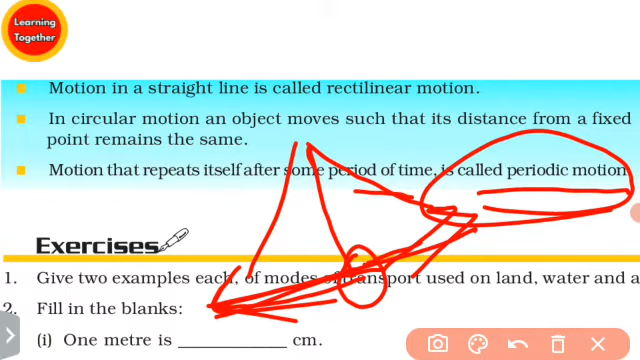 Learning
Together
Motion in a straight line is called rectilinear motion.
In circular motion an object moves such that its distance from a fixed
point remains the same.
Motion that repeats itself after some period of time, is called periodic motion
Exercises
1. Give two examples each, of modes of transport used on land, water and a
2. Fill in the blanks:
(i) One metre is ____________ cm.